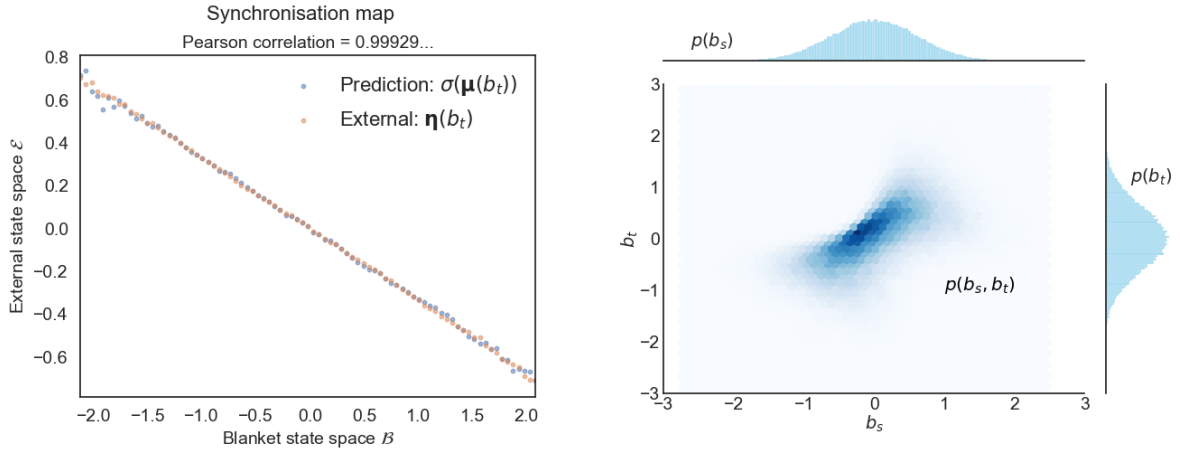 Synchronisation map
Pearson correlation = 0.99929...
Prediction: σ(μ(b_t))
External: η(b_t)
0.8
0.6
0.4
0.2
0.0
−0.2
−0.4
−0.6
External state space ℰ
−2.0 −1.5 −1.0 −0.5 0.0 0.5 1.0 1.5 2.0
Blanket state space ℬ
p(b_s)
3
2
1
0
−1
−2
−3
b_t
p(b_s, b_t)
−3 −2 −1 0 1 2 3
b_s
p(b_t)